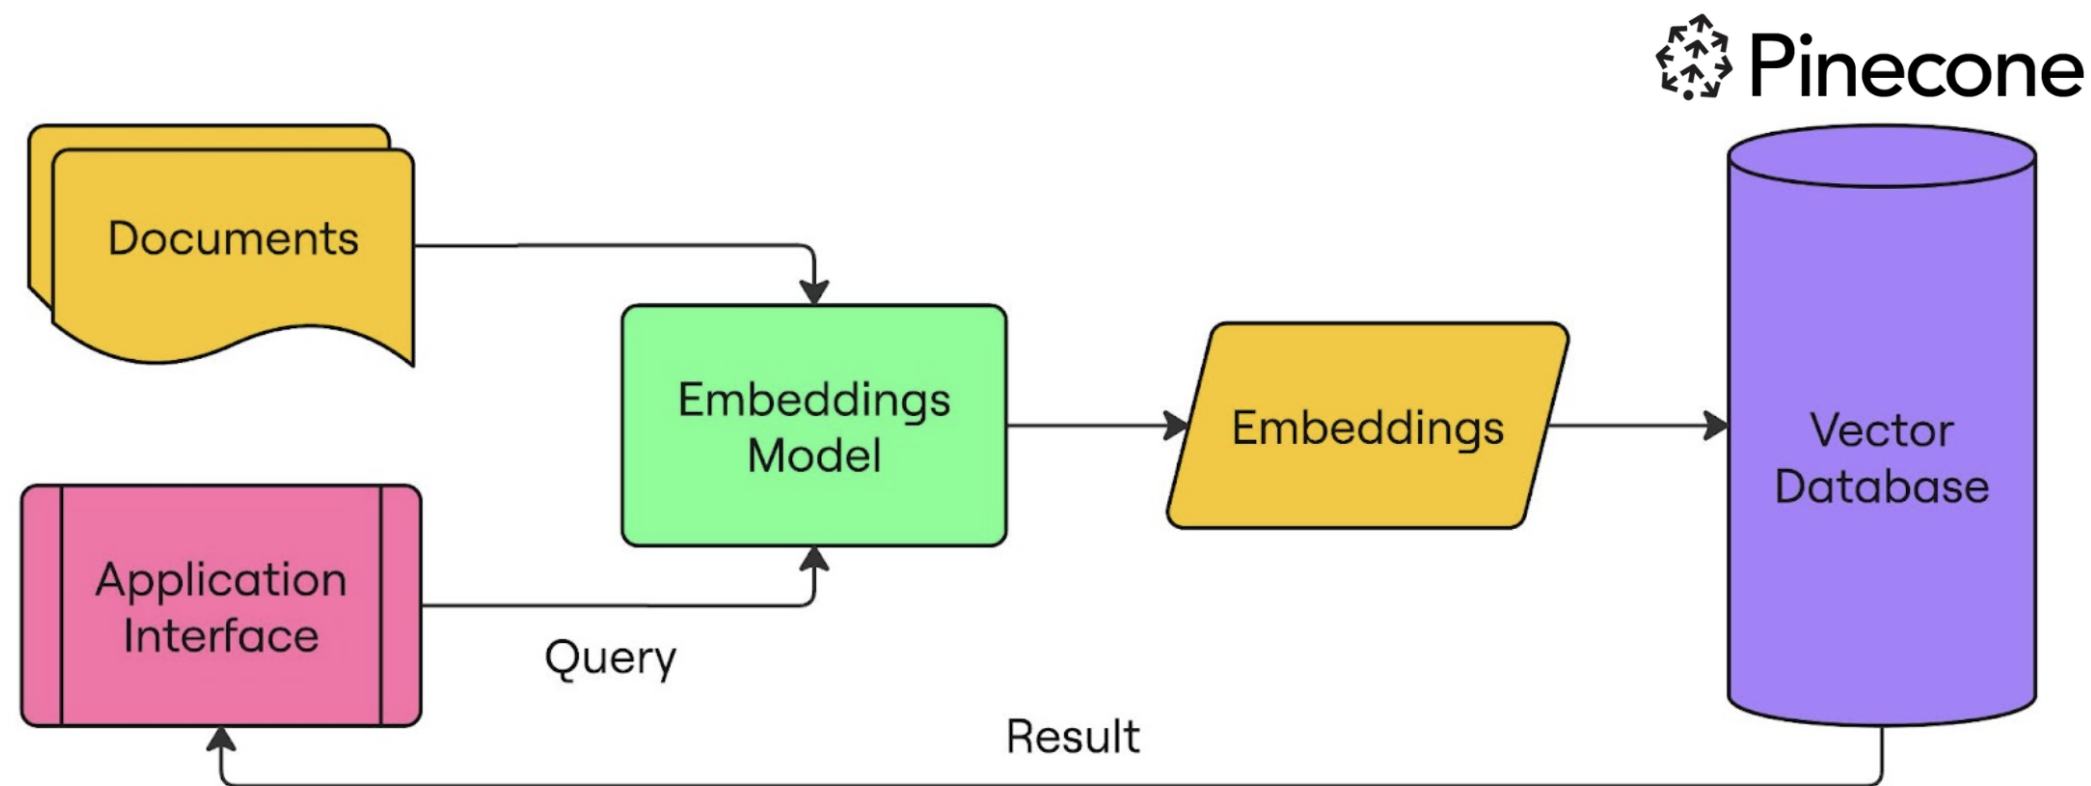 Pinecone
Documents
Embeddings
Model
Embeddings
Vector
Database
Application
Interface
Query
Result